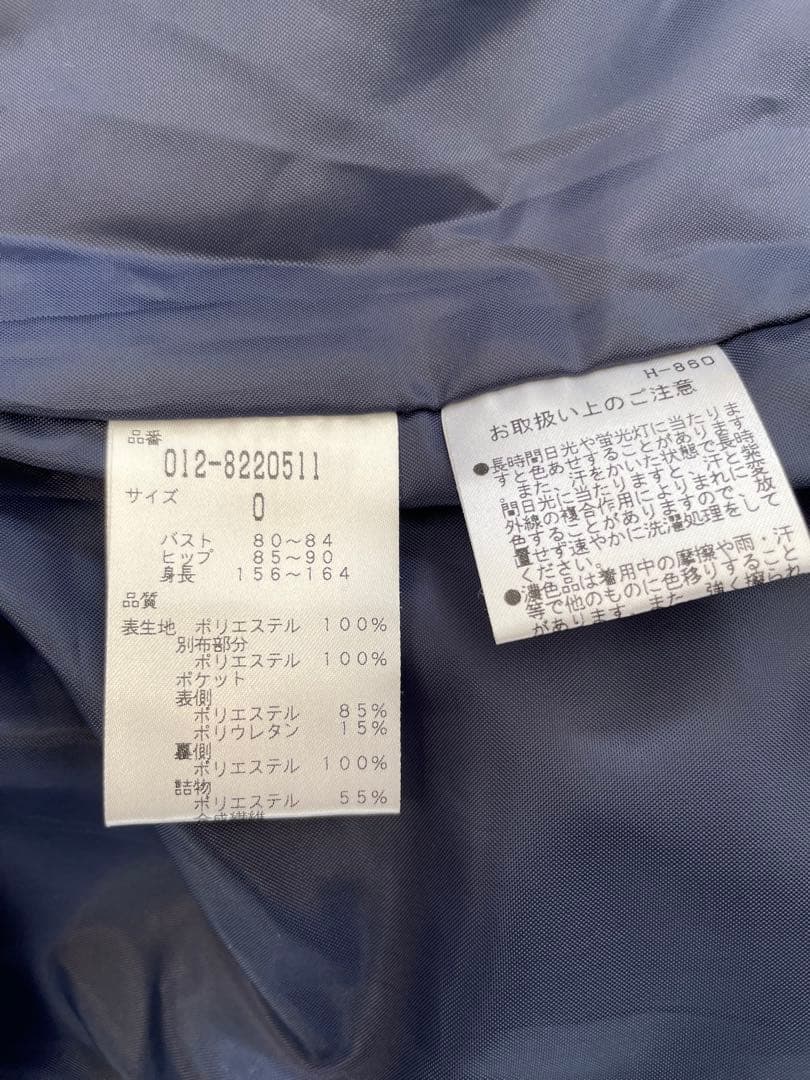 品番
012-8220511
サイズ
0
バスト 80～84
ヒップ 85～90
身長 156～164
品質
表生地 ポリエステル 100%
別布部分
ポリエステル 100%
ポケット
表側
ポリエステル 85%
ポリウレタン 15%
裏側
ポリエステル 100%
詰物
ポリエステル 55%
合成繊維
H-860
お取扱い上のご注意
●長時間日光や蛍光灯に当たりま
すと色あせすることがあります
。また、汗をかいた状態で長時
間日光に当たりますと、汗と紫
外線の複合作用によりまれに変
色することがありますので、放
置せず速やかに洗濯処理をして
ください。
●濃色品は着用中の摩擦や雨・汗
等で他のものに色移りすること
があります。また、強く擦られ